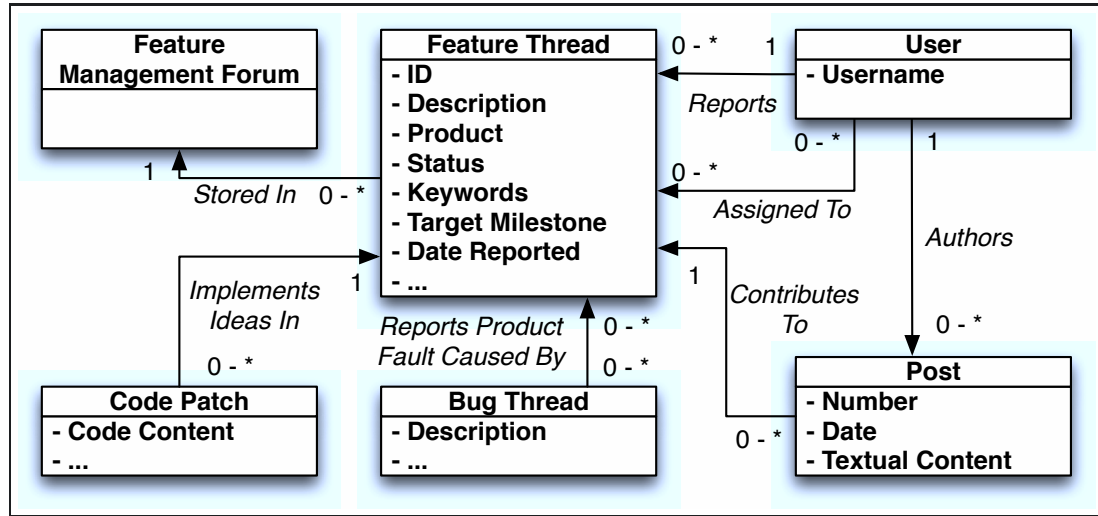 Feature
Management Forum
Feature Thread
- ID
- Description
- Product
- Status
- Keywords
- Target Milestone
- Date Reported
- ...
User
- Username
0 - *
1
Reports
0 - *
0 - *
Assigned To
1
Authors
0 - *
1
Stored In
0 - *
1
Implements
Ideas In
0 - *
Reports Product
Fault Caused By
0 - *
0 - *
1
Contributes
To
0 - *
Code Patch
- Code Content
- ...
Bug Thread
- Description
- ...
Post
- Number
- Date
- Textual Content